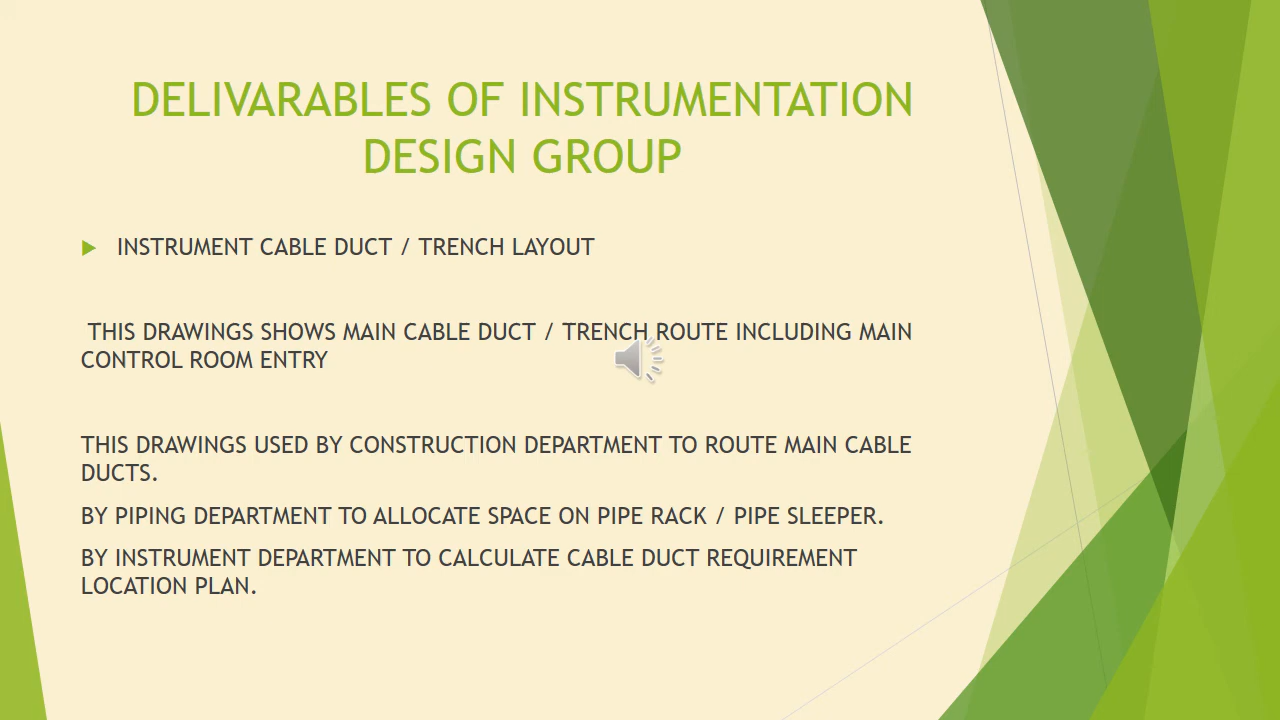 DELIVARABLES OF INSTRUMENTATION
DESIGN GROUP
INSTRUMENT CABLE DUCT / TRENCH LAYOUT
THIS DRAWINGS SHOWS MAIN CABLE DUCT / TRENCH ROUTE INCLUDING MAIN
CONTROL ROOM ENTRY
THIS DRAWINGS USED BY CONSTRUCTION DEPARTMENT TO ROUTE MAIN CABLE
DUCTS.
BY PIPING DEPARTMENT TO ALLOCATE SPACE ON PIPE RACK / PIPE SLEEPER.
BY INSTRUMENT DEPARTMENT TO CALCULATE CABLE DUCT REQUIREMENT
LOCATION PLAN.